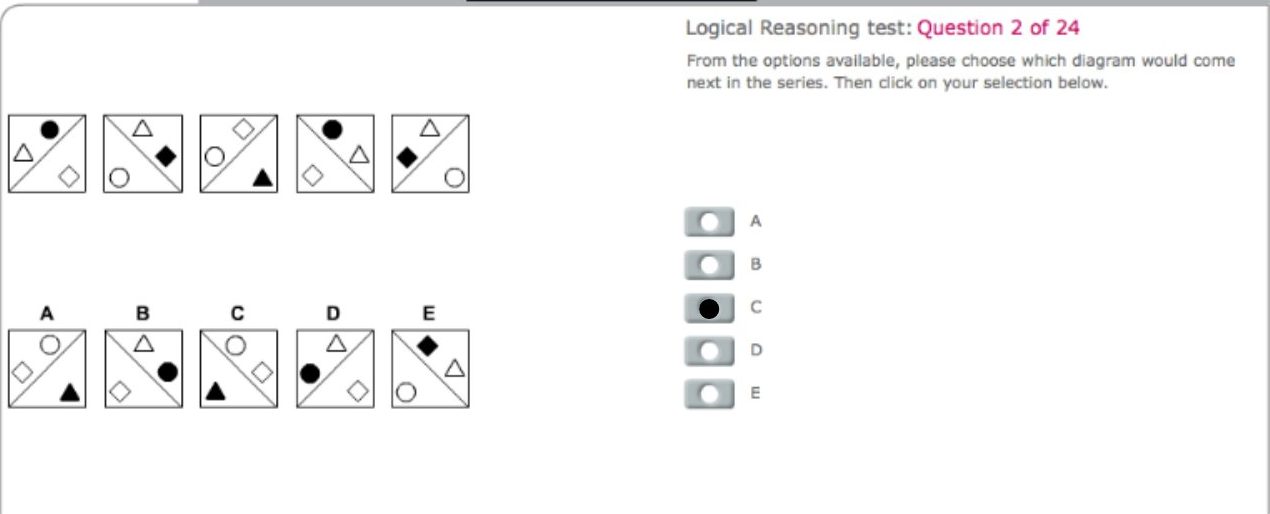 Logical Reasoning test: Question 2 of 24
From the options available, please choose which diagram would come
next in the series. Then click on your selection below.
A
B
C
D
E
A B C D E